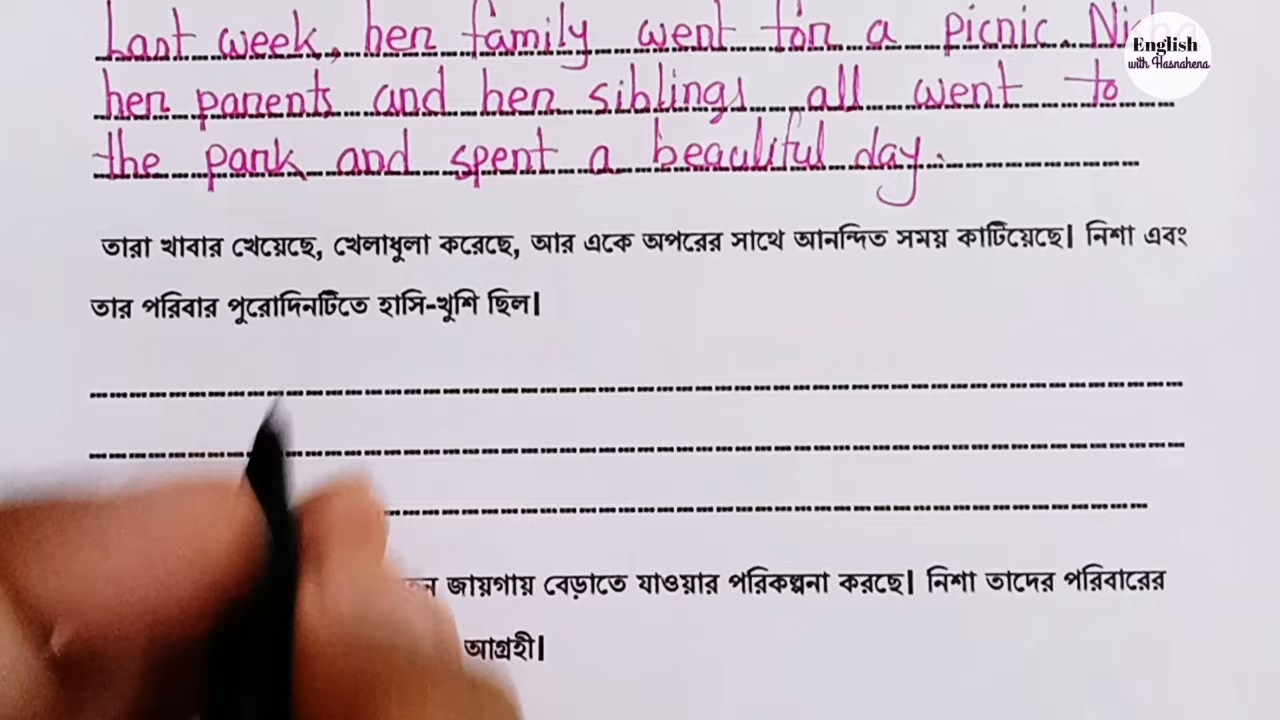 Last week, her family went for a picnic. Nisha
English
with Hasnahena
her parents and her siblings all went to
the park and spent a beautiful day.
তারা খাবার খেয়েছে, খেলাধুলা করেছে, আর একে অপরের সাথে আনন্দিত সময় কাটিয়েছে। নিশা এবং
তার পরিবার পুরোদিনটিতে হাসি-খুশি ছিল।
জায়গায় বেড়াতে যাওয়ার পরিকল্পনা করছে। নিশা তাদের পরিবারের
আগ্রহী।